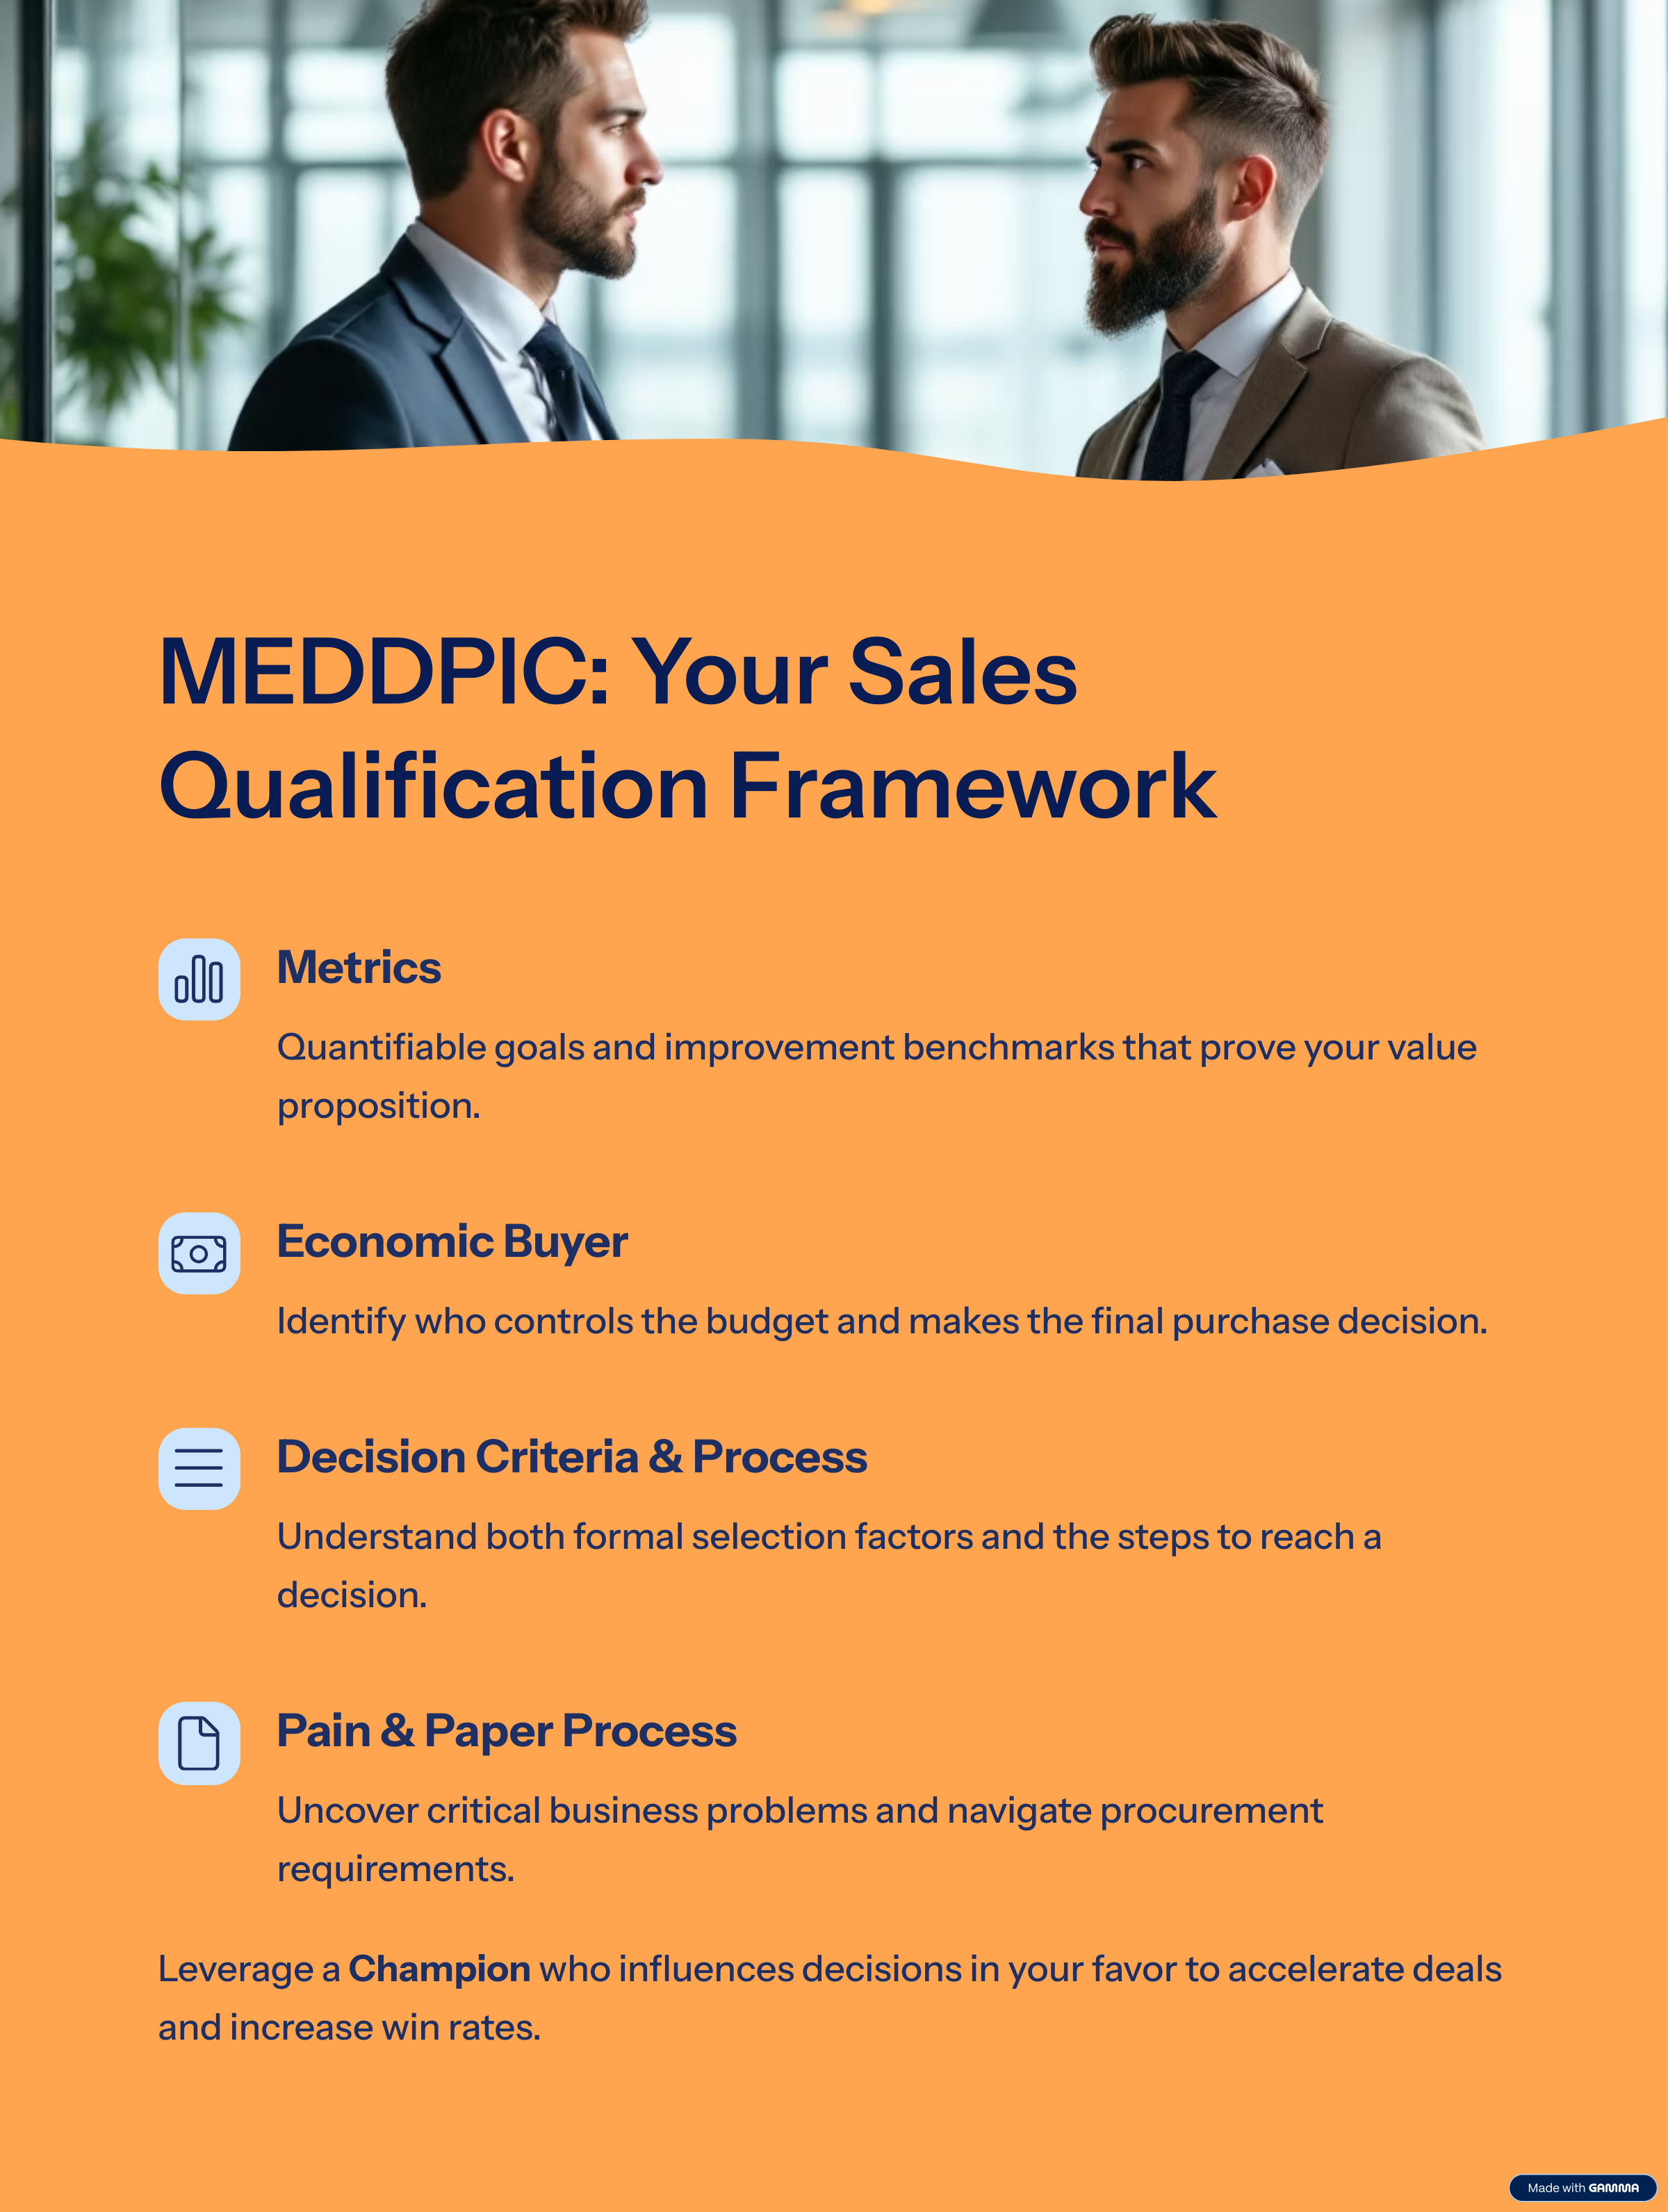 MEDDPIC: Your Sales
Qualification Framework
Metrics
Quantifiable goals and improvement benchmarks that prove your value
proposition.
Economic Buyer
Identify who controls the budget and makes the final purchase decision.
Decision Criteria & Process
Understand both formal selection factors and the steps to reach a
decision.
Pain & Paper Process
Uncover critical business problems and navigate procurement
requirements.
Leverage a Champion who influences decisions in your favor to accelerate deals
and increase win rates.
Made with GAMMA